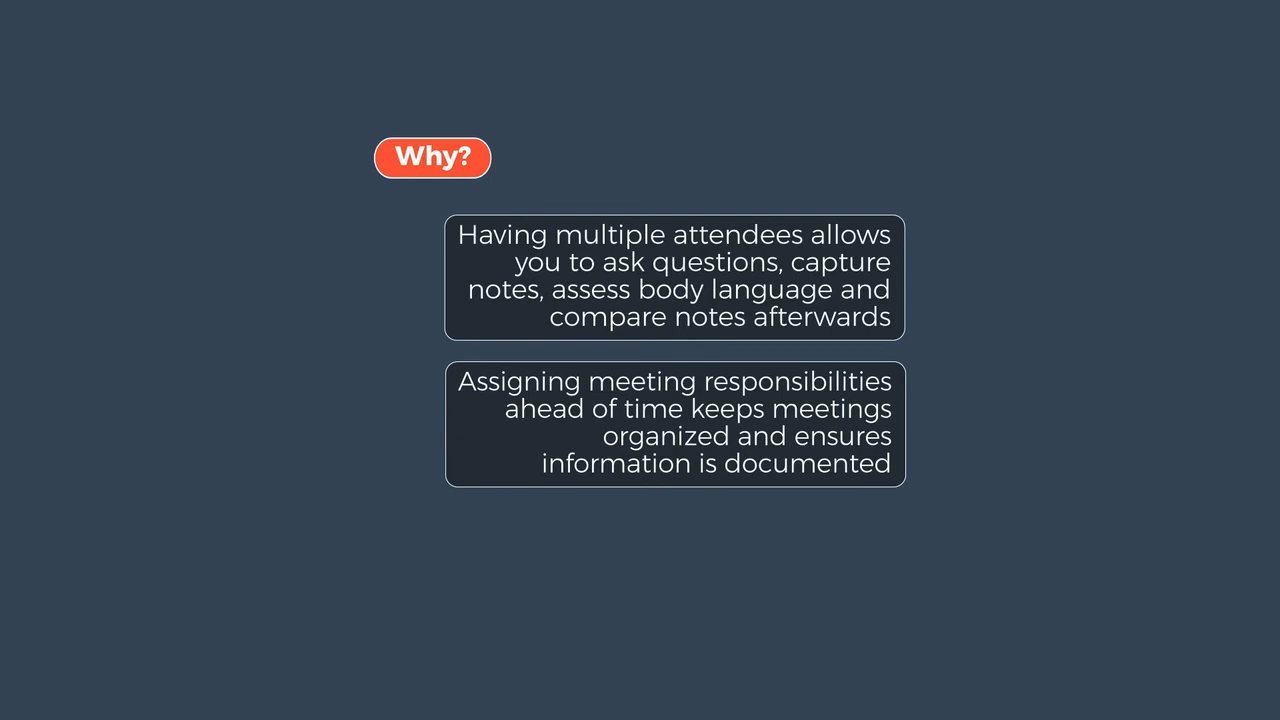 Why?
Having multiple attendees allows
you to ask questions, capture
notes, assess body language and
compare notes afterwards
Assigning meeting responsibilities
ahead of time keeps meetings
organized and ensures
information is documented